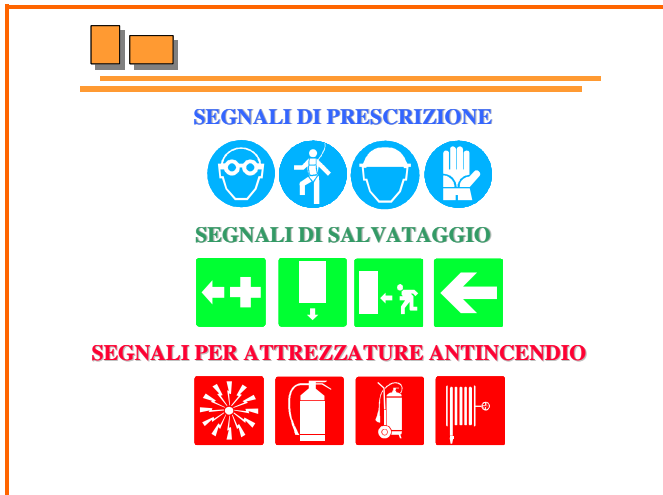 SEGNALI DI PRESCRIZIONE
SEGNALI DI SALVATAGGIO
SEGNALI PER ATTREZZATURE ANTINCENDIO